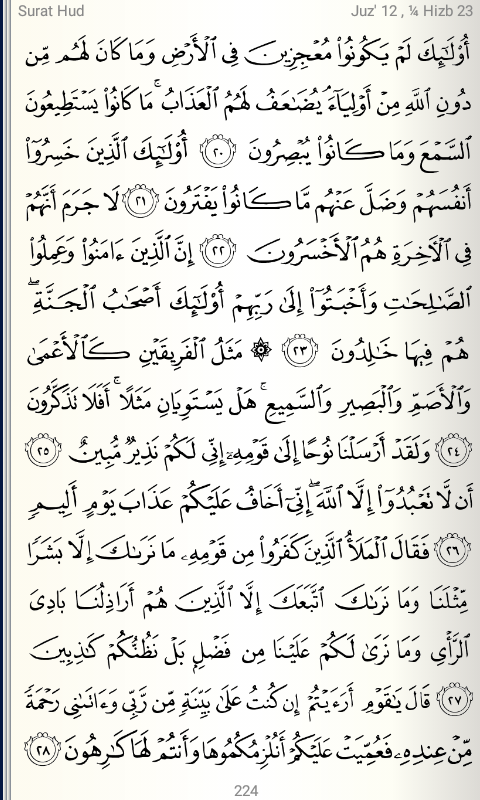 Surat Hud
Juz' 12 , ¼ Hizb 23
أُو۟لَـٰٓئِكَ لَمْ يَكُونُوا۟ مُعْجِزِينَ فِى ٱلْأَرْضِ وَمَا كَانَ لَهُم مِّن
دُونِ ٱللَّهِ مِنْ أَوْلِيَآءَ ۘ يُضَـٰعَفُ لَهُمُ ٱلْعَذَابُ ۚ مَا كَانُوا۟ يَسْتَطِيعُونَ
ٱلسَّمْعَ وَمَا كَانُوا۟ يُبْصِرُونَ ٢٠ أُو۟لَـٰٓئِكَ ٱلَّذِينَ خَسِرُوٓا۟
أَنفُسَهُمْ وَضَلَّ عَنْهُم مَّا كَانُوا۟ يَفْتَرُونَ ٢١ لَا جَرَمَ أَنَّهُمْ
فِى ٱلْـَٔاخِرَةِ هُمُ ٱلْأَخْسَرُونَ ٢٢ إِنَّ ٱلَّذِينَ ءَامَنُوا۟ وَعَمِلُوا۟
ٱلصَّـٰلِحَـٰتِ وَأَخْبَتُوٓا۟ إِلَىٰ رَبِّهِمْ أُو۟لَـٰٓئِكَ أَصْحَـٰبُ ٱلْجَنَّةِ ۖ
هُمْ فِيهَا خَـٰلِدُونَ ٢٣ ۞ مَثَلُ ٱلْفَرِيقَيْنِ كَٱلْأَعْمَىٰ
وَٱلْأَصَمِّ وَٱلْبَصِيرِ وَٱلسَّمِيعِ ۚ هَلْ يَسْتَوِيَانِ مَثَلًا ۚ أَفَلَا تَذَكَّرُونَ
٢٤ وَلَقَدْ أَرْسَلْنَا نُوحًا إِلَىٰ قَوْمِهِۦٓ إِنِّى لَكُمْ نَذِيرٌ مُّبِينٌ ٢٥
أَن لَّا تَعْبُدُوٓا۟ إِلَّا ٱللَّهَ ۖ إِنِّىٓ أَخَافُ عَلَيْكُمْ عَذَابَ يَوْمٍ أَلِيمٍ
٢٦ فَقَالَ ٱلْمَلَأُ ٱلَّذِينَ كَفَرُوا۟ مِن قَوْمِهِۦ مَا نَرَىٰكَ إِلَّا بَشَرًا
مِّثْلَنَا وَمَا نَرَىٰكَ ٱتَّبَعَكَ إِلَّا ٱلَّذِينَ هُمْ أَرَاذِلُنَا بَادِىَ
ٱلرَّأْىِ وَمَا نَرَىٰ لَكُمْ عَلَيْنَا مِن فَضْلٍۭ بَلْ نَظُنُّكُمْ كَـٰذِبِينَ
٢٧ قَالَ يَـٰقَوْمِ أَرَءَيْتُمْ إِن كُنتُ عَلَىٰ بَيِّنَةٍ مِّن رَّبِّى وَءَاتَىٰنِى رَحْمَةً
مِّنْ عِندِهِۦ فَعُمِّيَتْ عَلَيْكُمْ أَنُلْزِمُكُمُوهَا وَأَنتُمْ لَهَا كَـٰرِهُونَ ٢٨
224